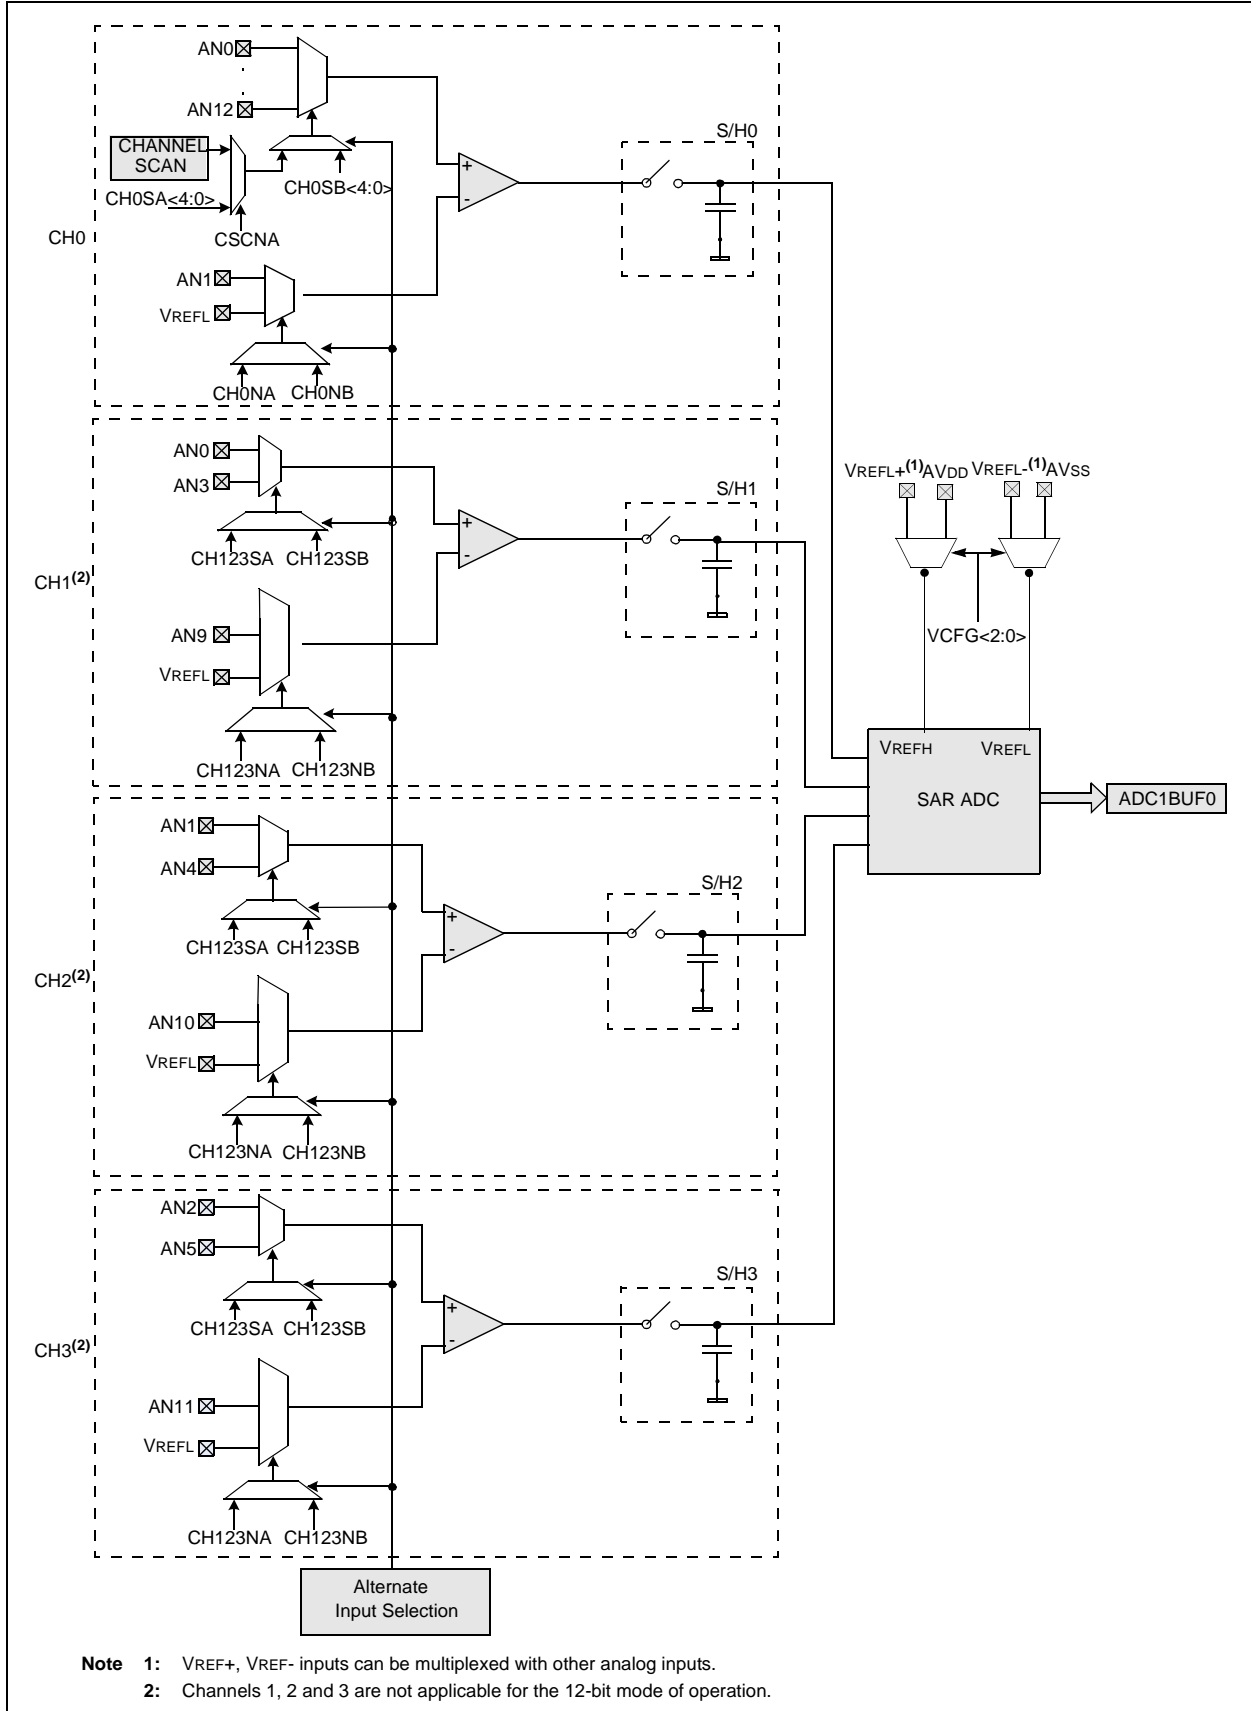 AN0
AN12
CHANNEL
SCAN
CH0SA<4:0>
CH0SB<4:0>
CSCNA
CH0
AN1
VREFL
CH0NA CH0NB
+
-
S/H0
AN0
AN3
CH123SA CH123SB
CH1(2)
AN9
VREFL
CH123NA CH123NB
+
-
S/H1
VREFL+(1) AVDD VREFL-(1) AVSS
VCFG<2:0>
VREFH VREFL
SAR ADC
ADC1BUF0
AN1
AN4
CH123SA CH123SB
CH2(2)
AN10
VREFL
CH123NA CH123NB
+
-
S/H2
AN2
AN5
CH123SA CH123SB
CH3(2)
AN11
VREFL
CH123NA CH123NB
+
-
S/H3
Alternate
Input Selection
Note 1: VREF+, VREF- inputs can be multiplexed with other analog inputs.
2: Channels 1, 2 and 3 are not applicable for the 12-bit mode of operation.